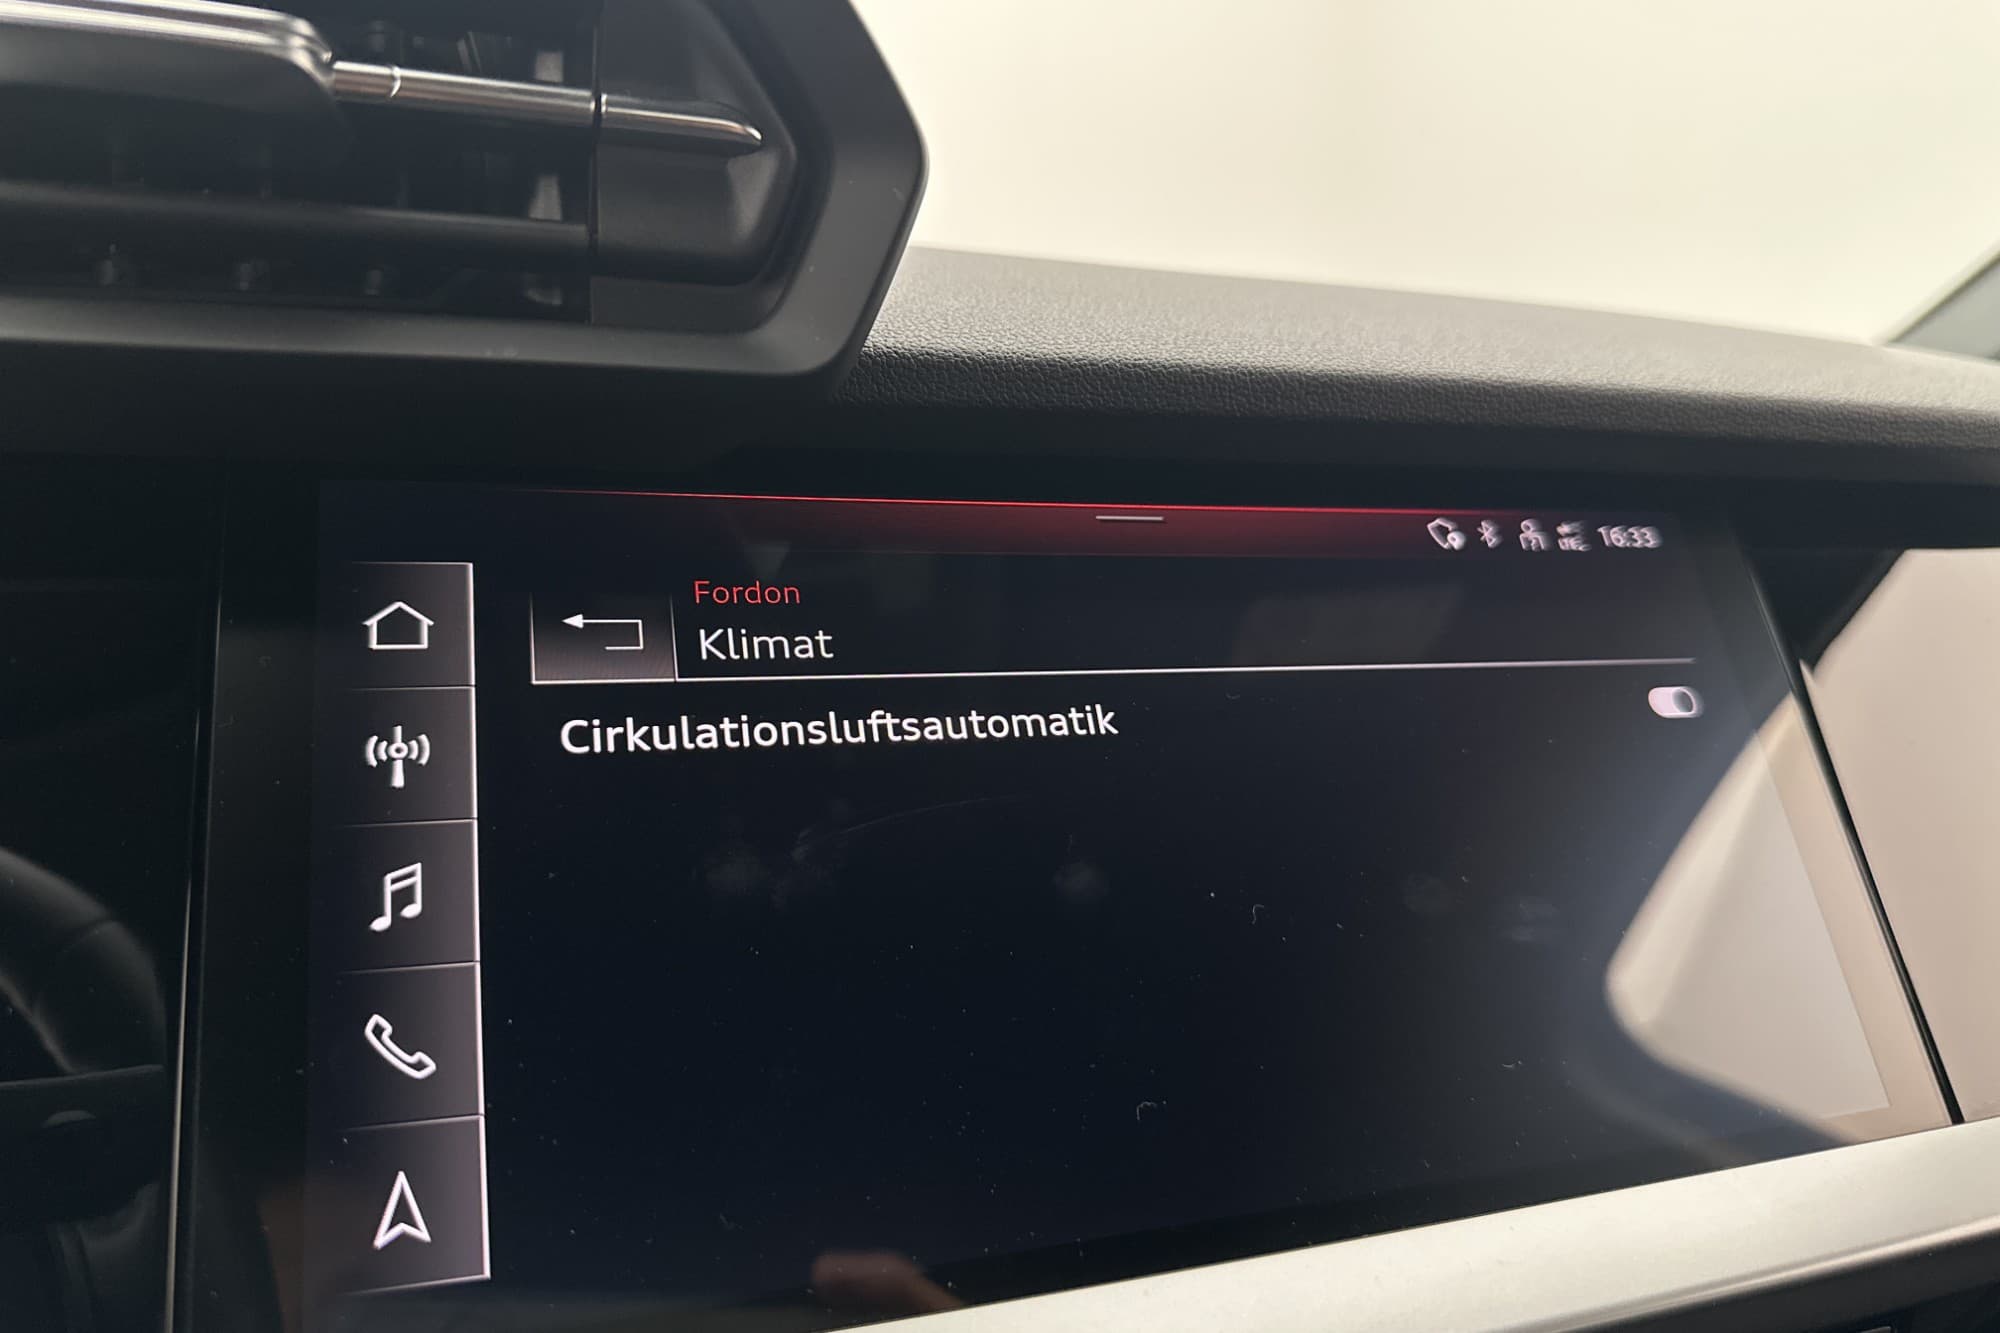 16:33
Fordon
Klimat
Cirkulationsluftsautomatik